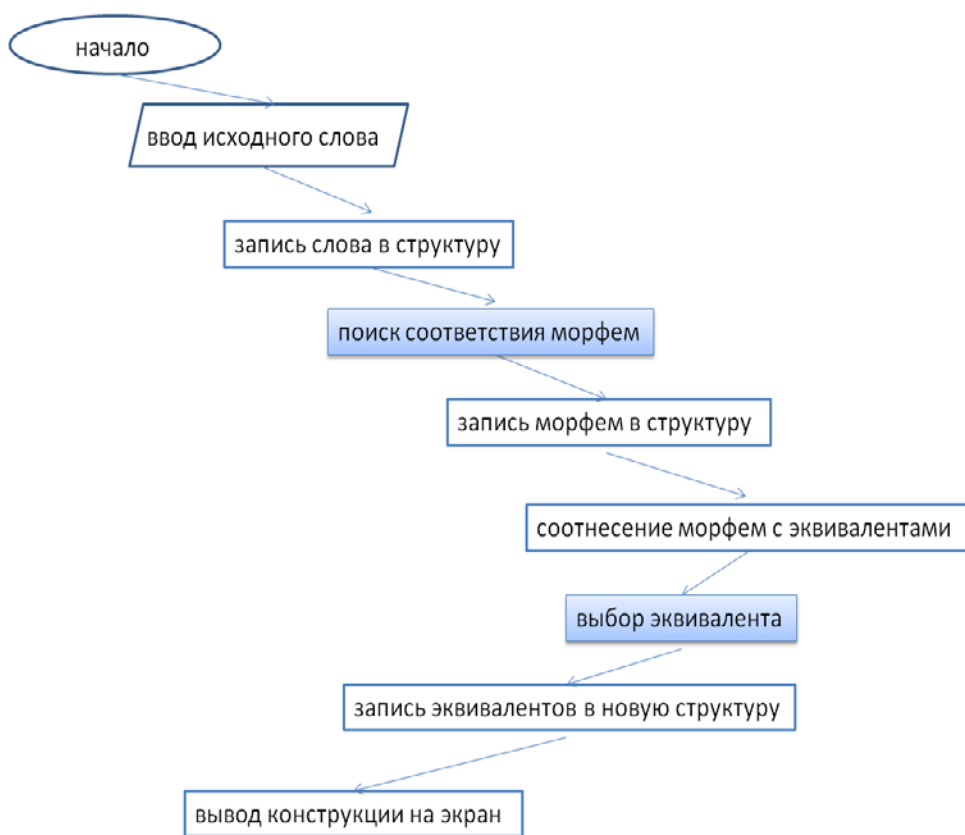 начало
ввод исходного слова
запись слова в структуру
поиск соответствия морфем
запись морфем в структуру
соотнесение морфем с эквивалентами
выбор эквивалента
запись эквивалентов в новую структуру
вывод конструкции на экран